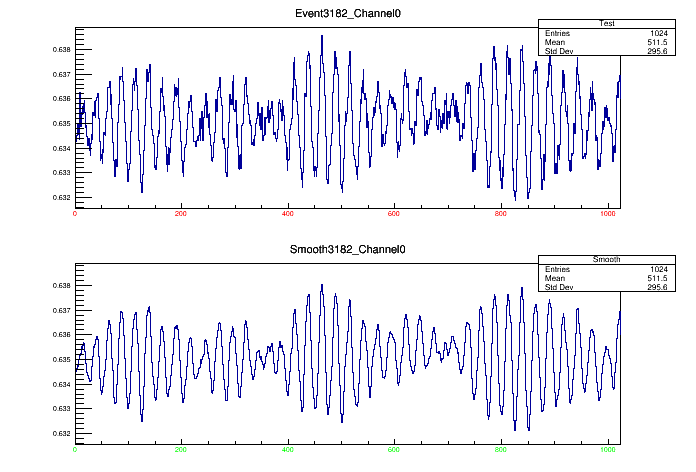 Event3182_Channel0
Test
Entries 1024
Mean 511.5
Std Dev 295.6
0.638
0.637
0.636
0.635
0.634
0.633
0.632
0 200 400 600 800 1000
Smooth3182_Channel0
Smooth
Entries 1024
Mean 511.5
Std Dev 295.6
0.638
0.637
0.636
0.635
0.634
0.633
0.632
0 200 400 600 800 1000